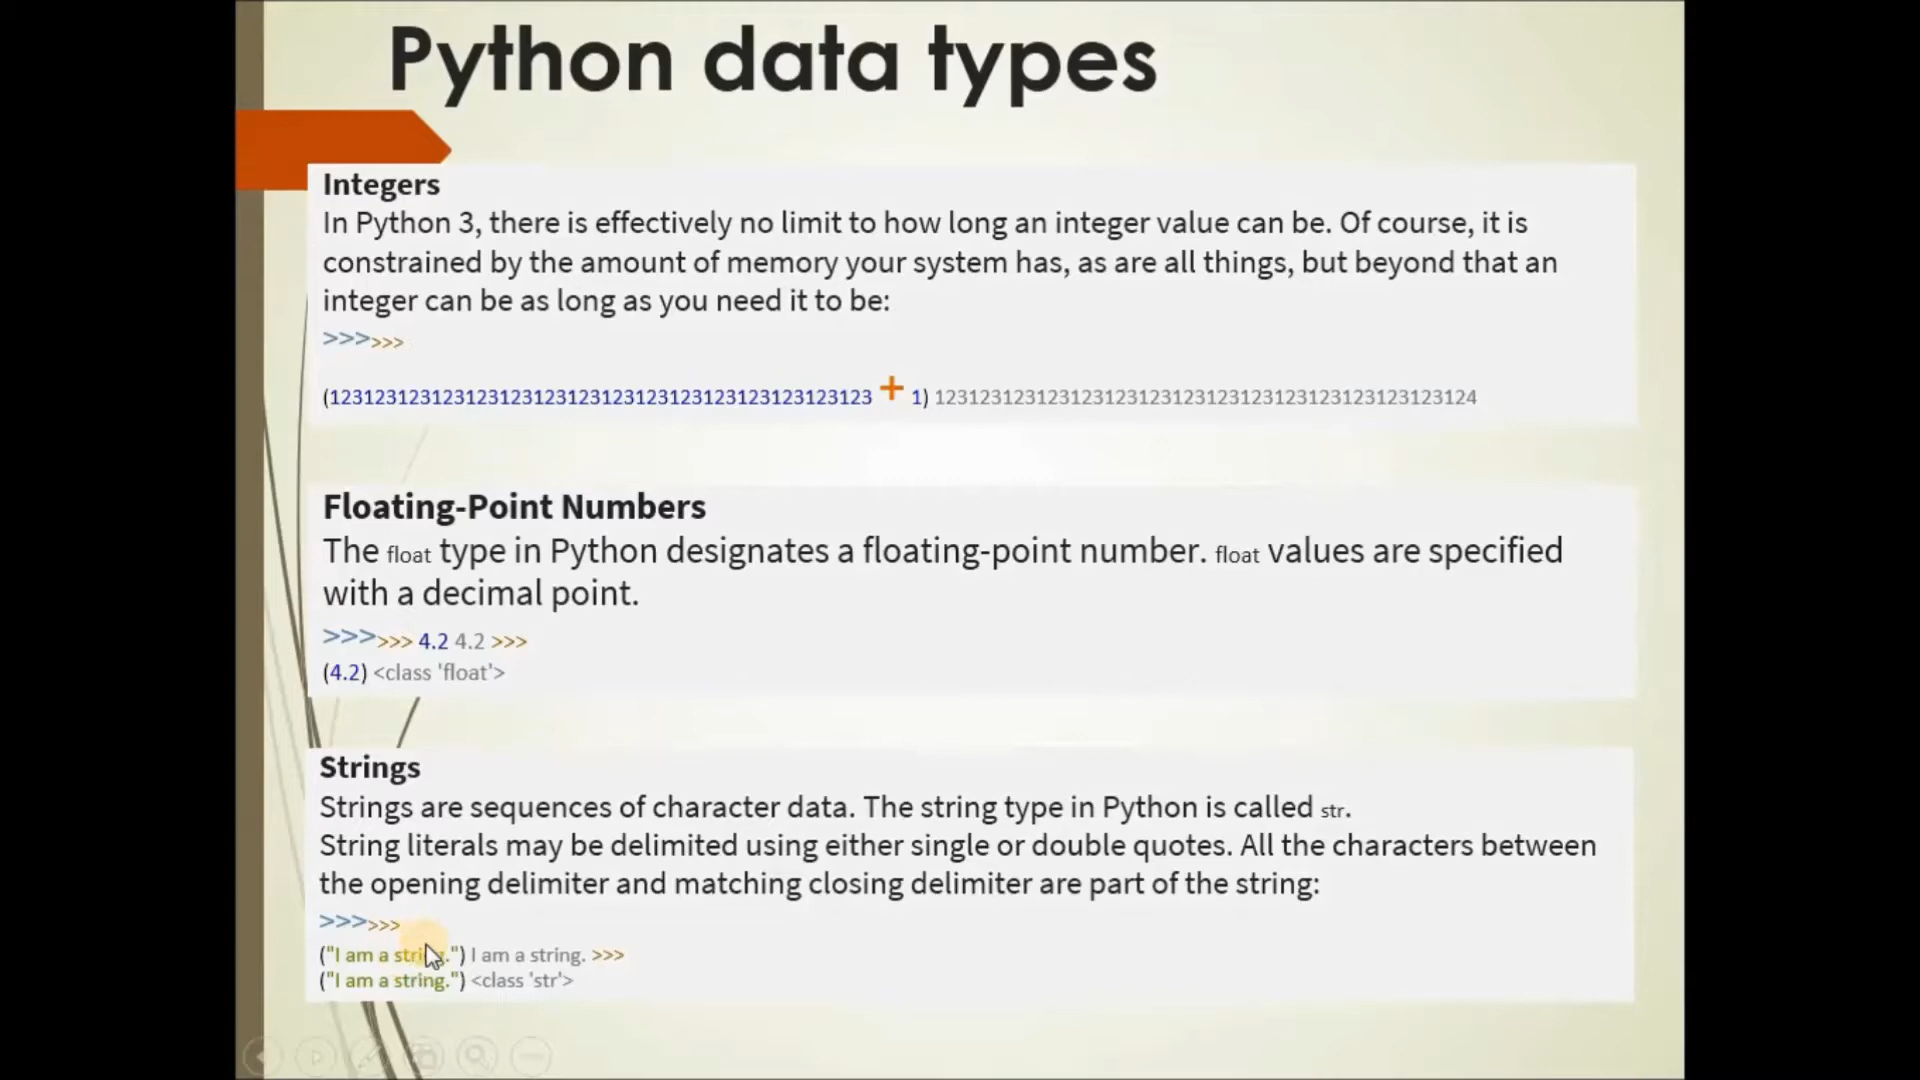 Python data types
Integers
In Python 3, there is effectively no limit to how long an integer value can be. Of course, it is
constrained by the amount of memory your system has, as are all things, but beyond that an
integer can be as long as you need it to be:
>>>>>>
(123123123123123123123123123123123123123123123123 + 1) 123123123123123123123123123123123123123123123124
Floating-Point Numbers
The float type in Python designates a floating-point number. float values are specified
with a decimal point.
>>>>>> 4.2 4.2 >>>
(4.2) <class 'float'>
Strings
Strings are sequences of character data. The string type in Python is called str.
String literals may be delimited using either single or double quotes. All the characters between
the opening delimiter and matching closing delimiter are part of the string:
>>>>>>
("I am a string.") I am a string. >>>
("I am a string.") <class 'str'>